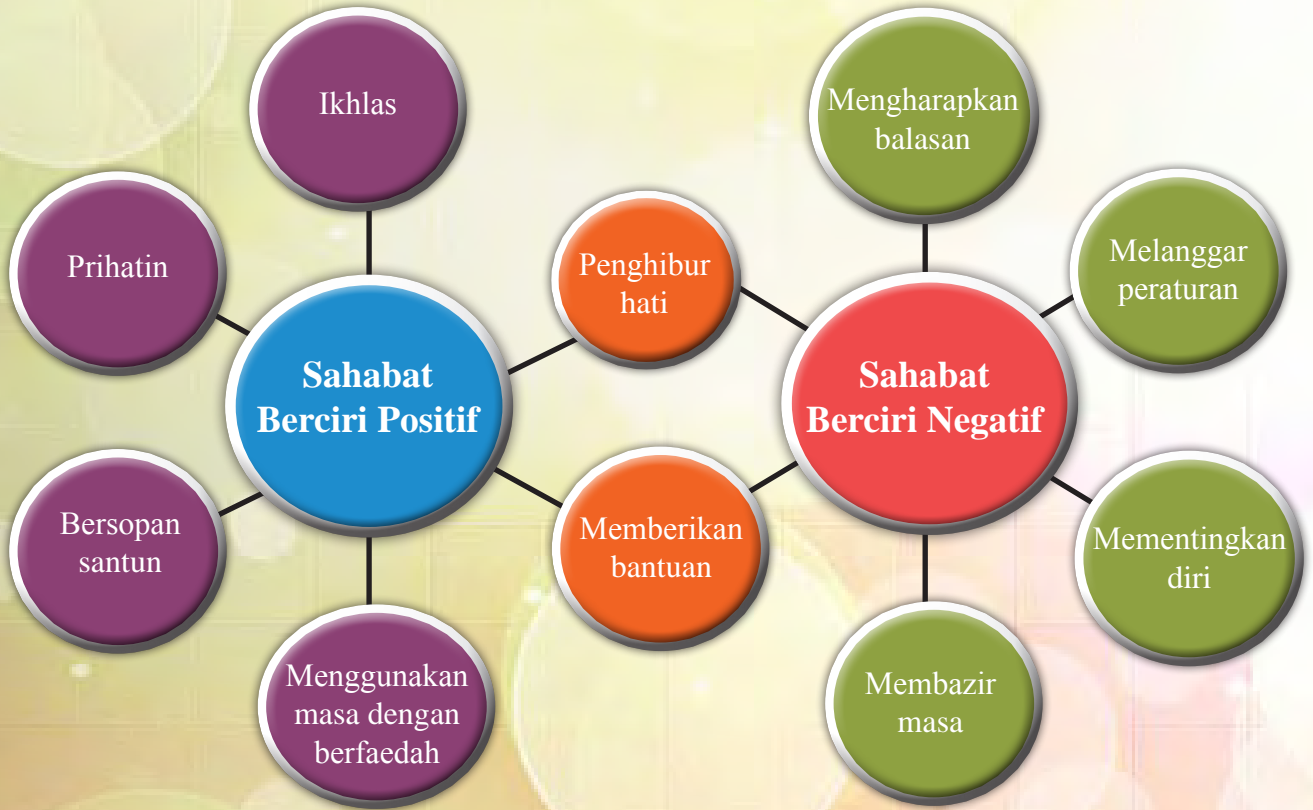 Ikhlas
Mengharapkan
balasan
Prihatin
Penghibur
hati
Melanggar
peraturan
Sahabat
Berciri Positif
Sahabat
Berciri Negatif
Bersopan
santun
Memberikan
bantuan
Mementingkan
diri
Menggunakan
masa dengan
berfaedah
Membazir
masa